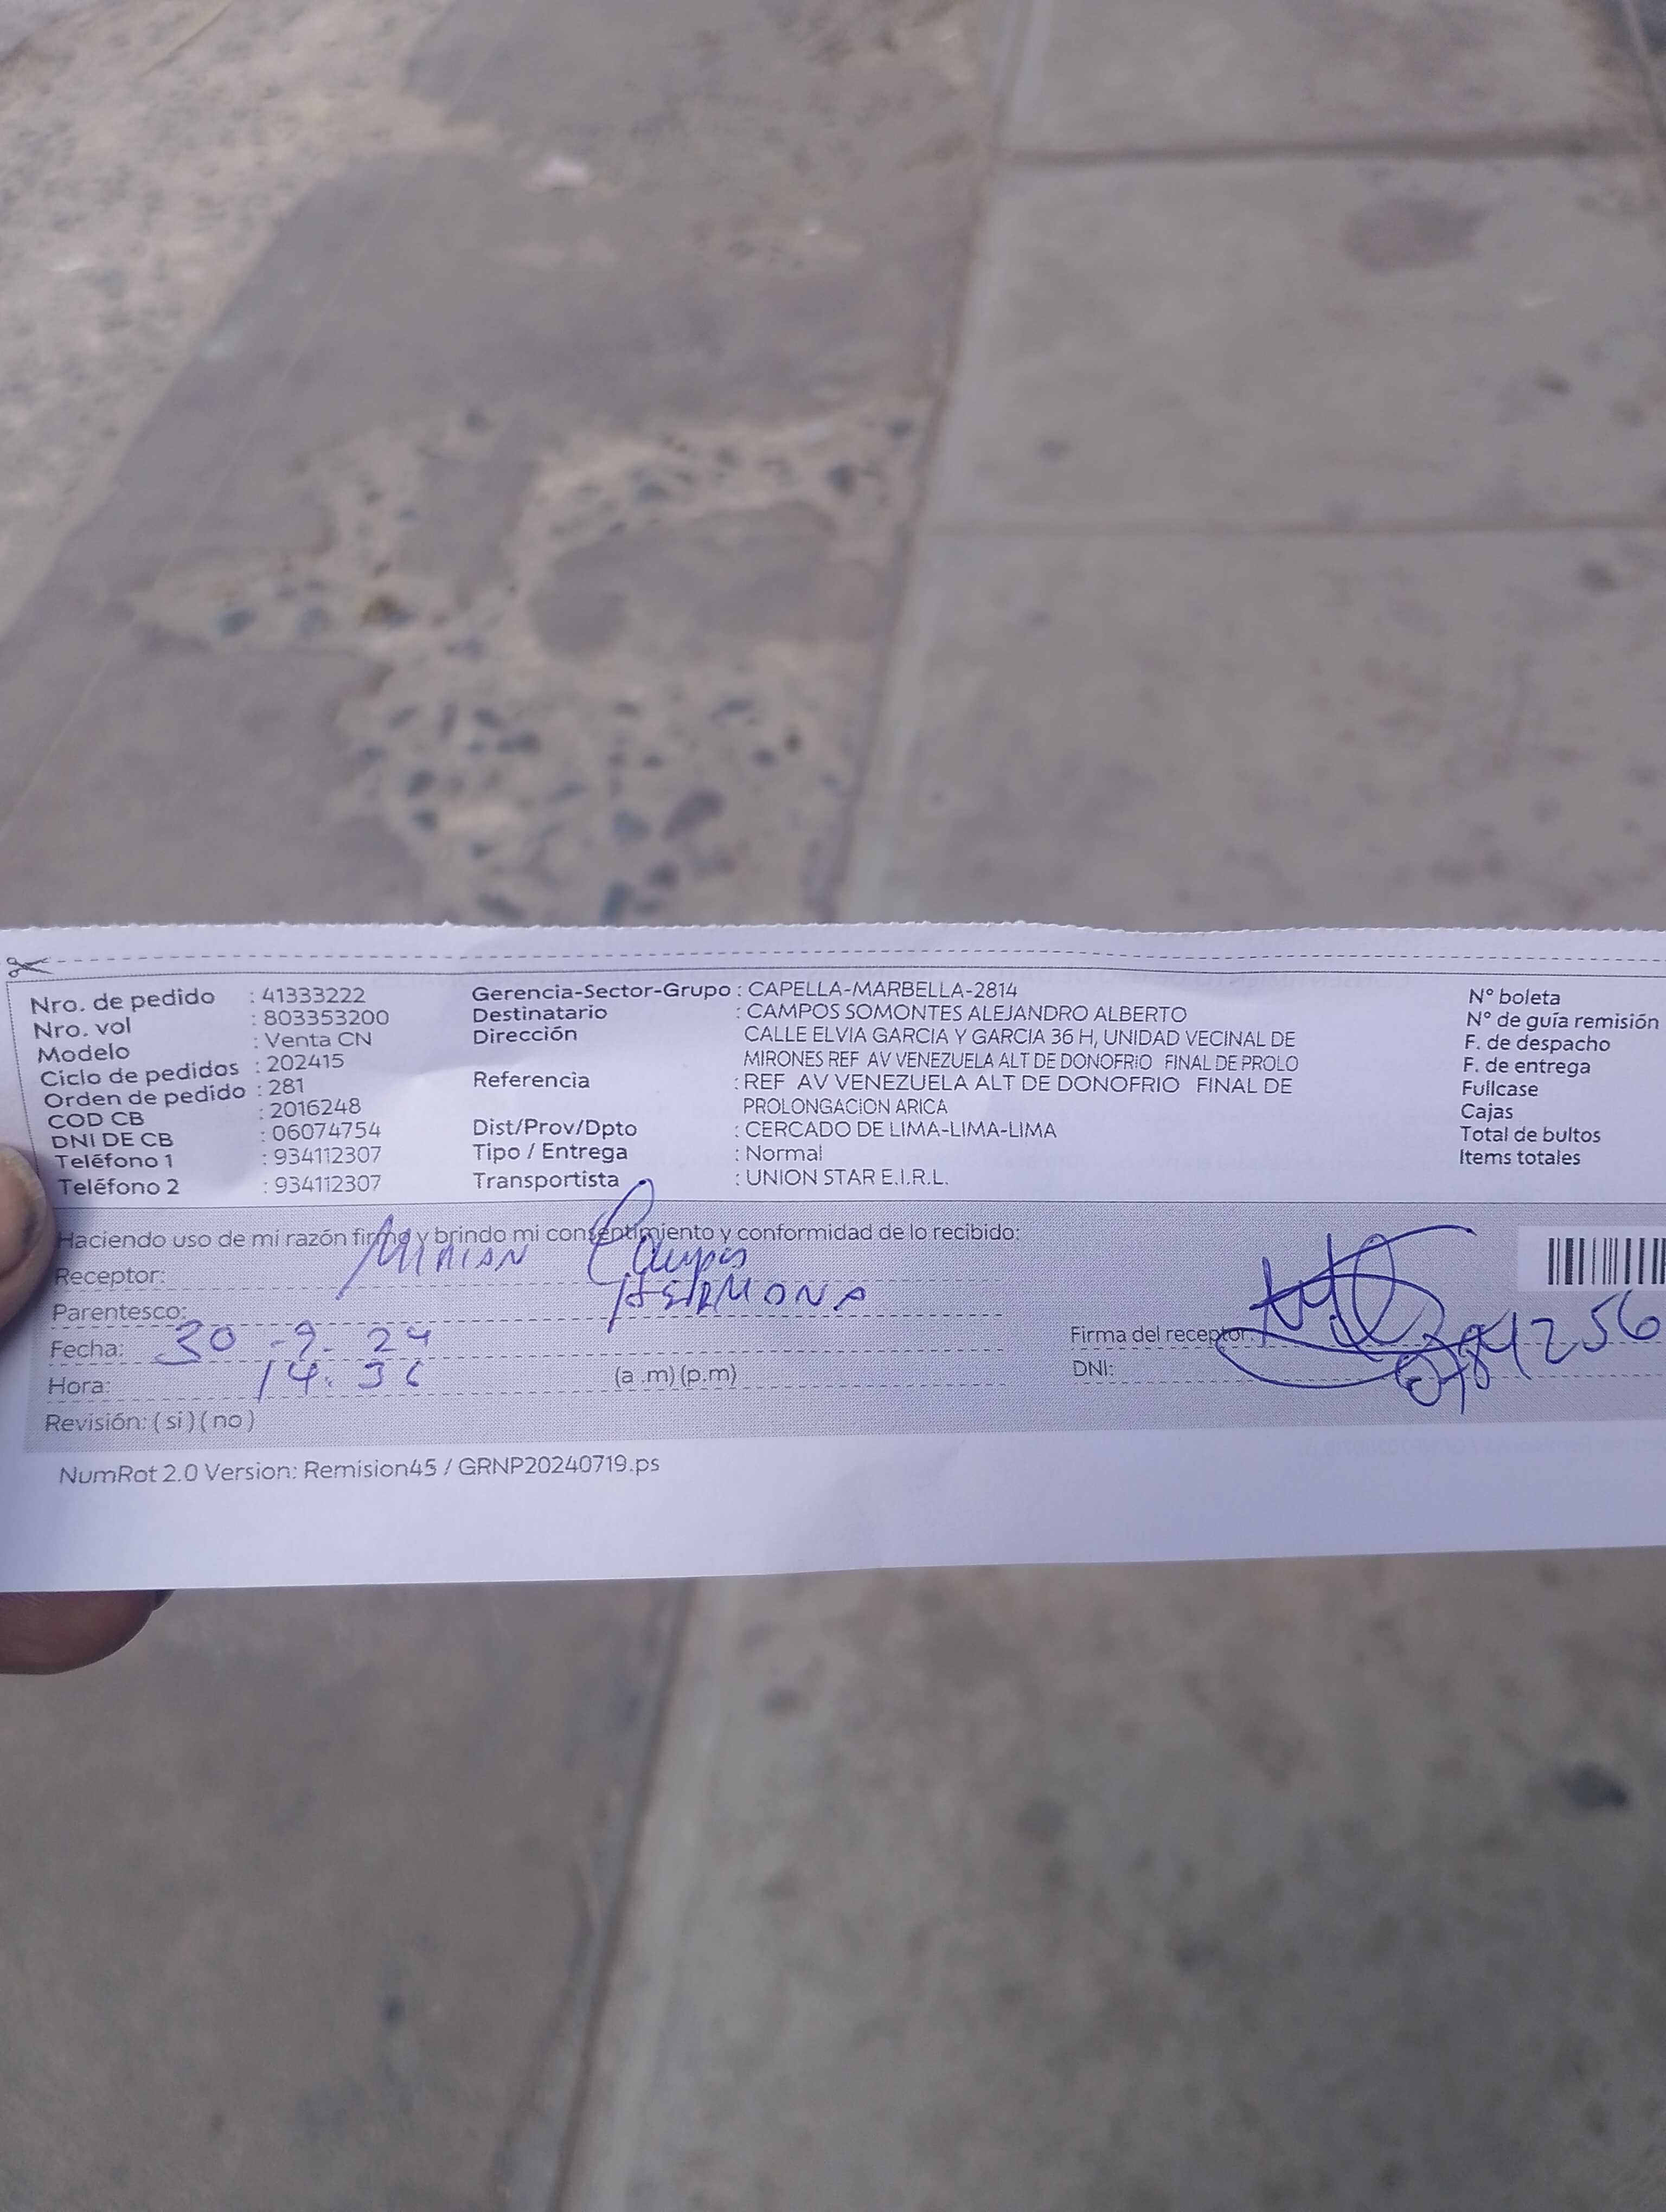 Nro. de pedido : 41333222
Nro. vol : 803353200
Modelo : Venta CN
Ciclo de pedidos : 202415
Orden de pedido : 281
COD CB : 2016248
DNI DE CB : 06074754
Teléfono 1 : 934112307
Teléfono 2 : 934112307
Gerencia-Sector-Grupo : CAPELLA-MARBELLA-2814
Destinatario : CAMPOS SOMONTES ALEJANDRO ALBERTO
Dirección CALLE ELVIA GARCIA Y GARCIA 36 H, UNIDAD VECINAL DE
MIRONES REF AV VENEZUELA ALT DE DONOFRIO FINAL DE PROLO
Referencia : REF AV VENEZUELA ALT DE DONOFRIO FINAL DE
PROLONGACION ARICA
Dist/Prov/Dpto : CERCADO DE LIMA-LIMA-LIMA
Tipo / Entrega : Normal
Transportista : UNION STAR E.I.R.L.
N° boleta
N° de guía remisión
F. de despacho
F. de entrega
Fullcase
Cajas
Total de bultos
Items totales
Haciendo uso de mi razón firmo y brindo mi consentimiento y conformidad de lo recibido:
Receptor: MIRIAN Campos
Parentesco: HERMONA
Fecha: 30 -9- 24
Hora: 14:36 (a .m) (p.m)
Revisión: ( si ) ( no )
Firma del receptor:
DNI:
NumRot 2.0 Version: Remision45 / GRNP20240719.ps